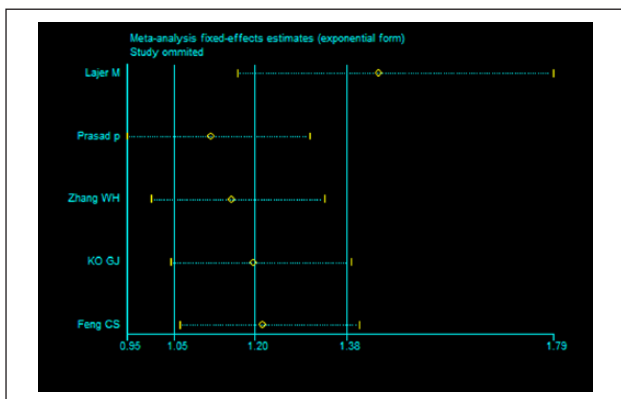 Meta-analysis fixed-effects estimates (exponential form)
Study ommited
Lajer M
Prasad p
Zhang WH
KO GJ
Feng CS
0.95 1.05 1.20 1.38 1.79